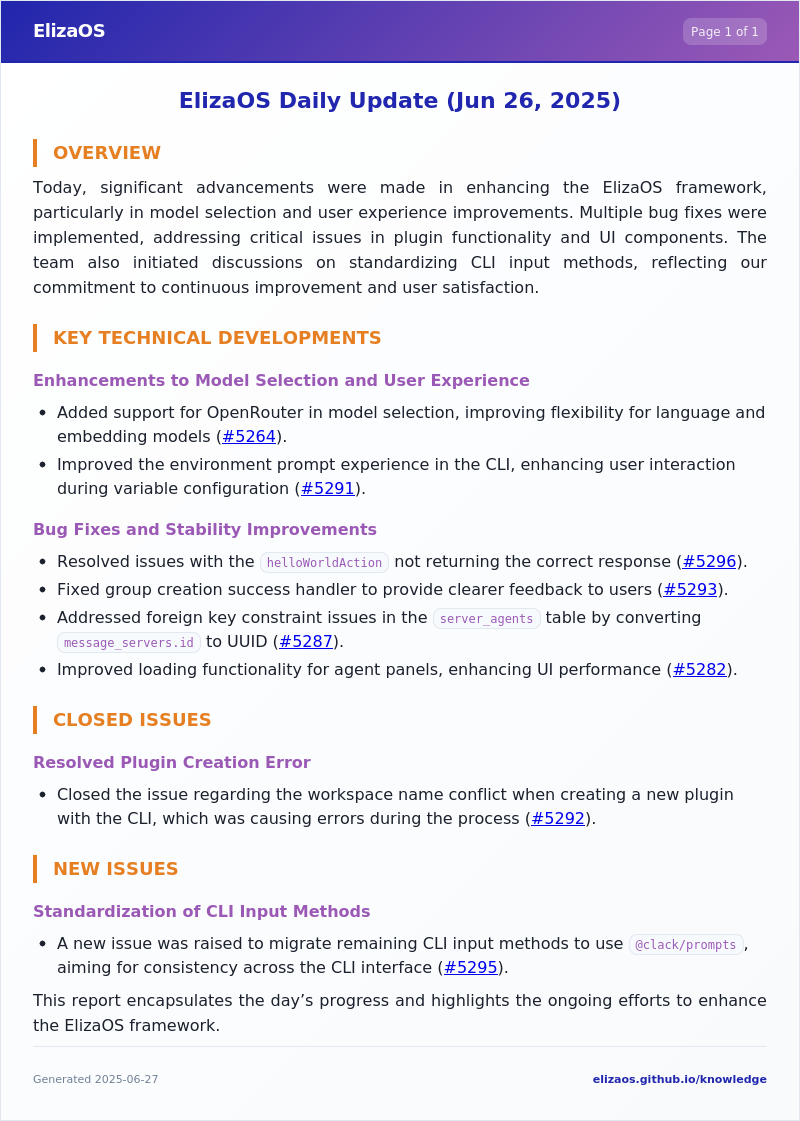 ElizaOS
Page 1 of 1
ElizaOS Daily Update (Jun 26, 2025)
OVERVIEW
Today, significant advancements were made in enhancing the ElizaOS framework,
particularly in model selection and user experience improvements. Multiple bug fixes were
implemented, addressing critical issues in plugin functionality and UI components. The
team also initiated discussions on standardizing CLI input methods, reflecting our
commitment to continuous improvement and user satisfaction.
KEY TECHNICAL DEVELOPMENTS
Enhancements to Model Selection and User Experience
• Added support for OpenRouter in model selection, improving flexibility for language and
embedding models (#5264).
• Improved the environment prompt experience in the CLI, enhancing user interaction
during variable configuration (#5291).
Bug Fixes and Stability Improvements
• Resolved issues with the helloWorldAction not returning the correct response (#5296).
• Fixed group creation success handler to provide clearer feedback to users (#5293).
• Addressed foreign key constraint issues in the server_agents table by converting
message_servers.id to UUID (#5287).
• Improved loading functionality for agent panels, enhancing UI performance (#5282).
CLOSED ISSUES
Resolved Plugin Creation Error
• Closed the issue regarding the workspace name conflict when creating a new plugin
with the CLI, which was causing errors during the process (#5292).
NEW ISSUES
Standardization of CLI Input Methods
• A new issue was raised to migrate remaining CLI input methods to use @clack/prompts,
aiming for consistency across the CLI interface (#5295).
This report encapsulates the day’s progress and highlights the ongoing efforts to enhance
the ElizaOS framework.
Generated 2025-06-27
elizaos.github.io/knowledge